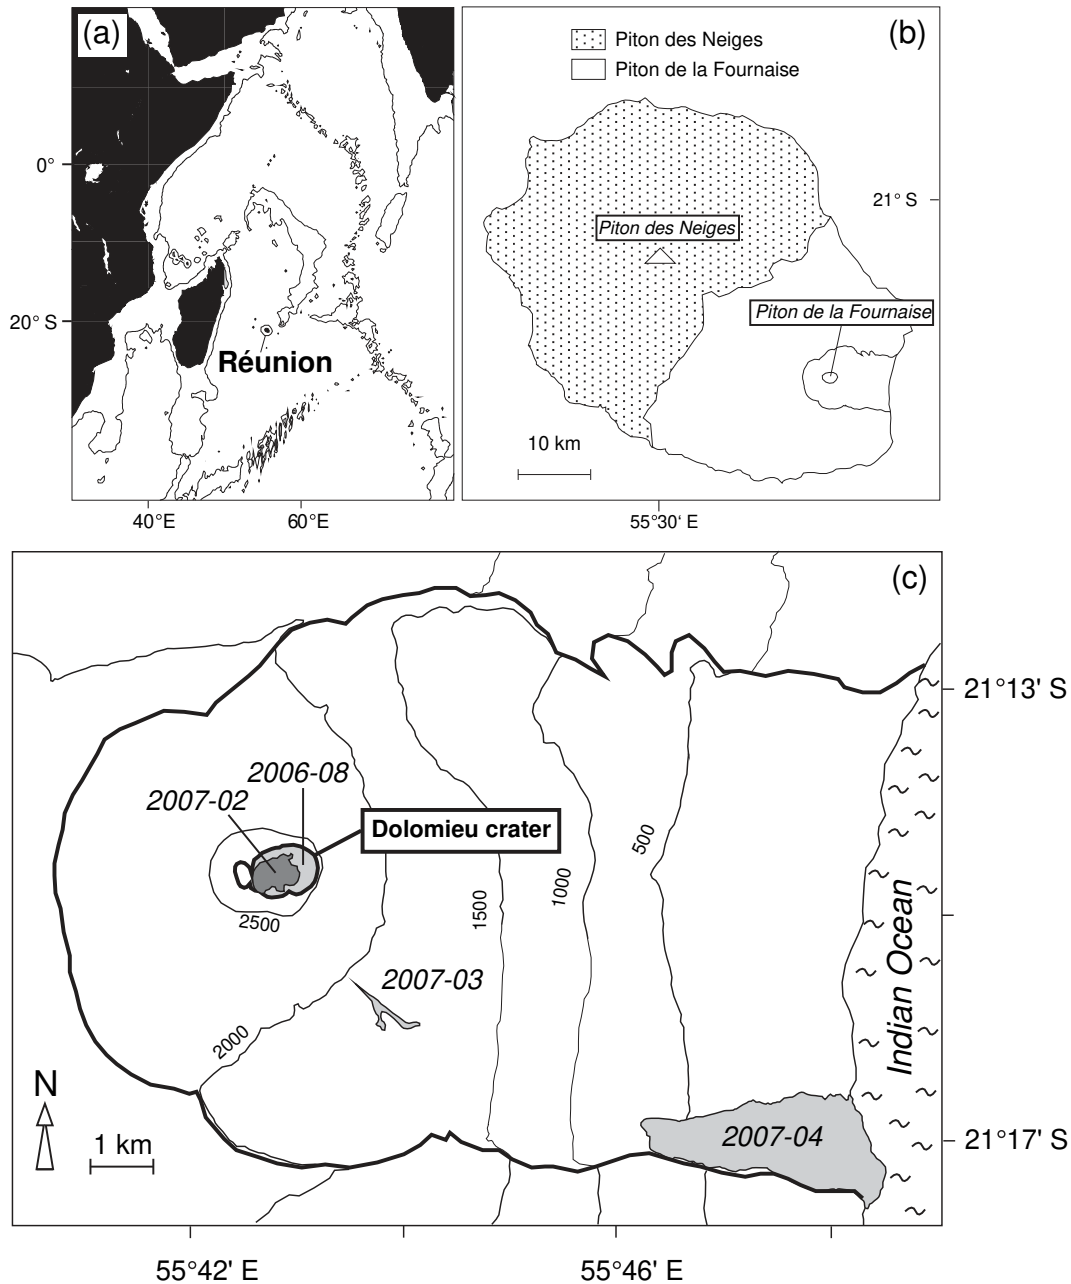 (a)
0°
20° S
Réunion
40°E
60°E
(b)
Piton des Neiges
Piton de la Fournaise
21° S
Piton des Neiges
Piton de la Fournaise
10 km
55°30' E
(c)
21°13' S
2006-08
2007-02
Dolomieu crater
500
1000
1500
2500
Indian Ocean
2007-03
2000
N
1 km
2007-04
21°17' S
55°42' E
55°46' E